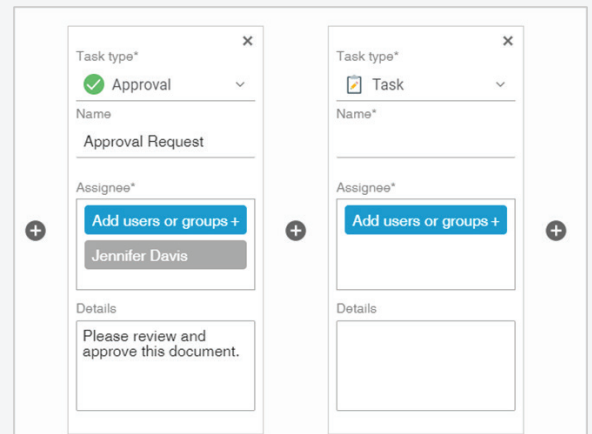 ×
Task type*
Approval
Name
Approval Request
Assignee*
Add users or groups +
Jennifer Davis
Details
Please review and
approve this document.
×
Task type*
Task
Name*
Assignee*
Add users or groups +
Details